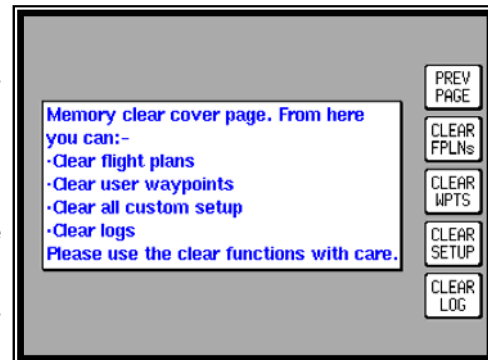 Memory clear cover page. From here
you can:-
·Clear flight plans
·Clear user waypoints
·Clear all custom setup
·Clear logs
Please use the clear functions with care.
PREV
PAGE
CLEAR
FPLNs
CLEAR
WPTS
CLEAR
SETUP
CLEAR
LOG